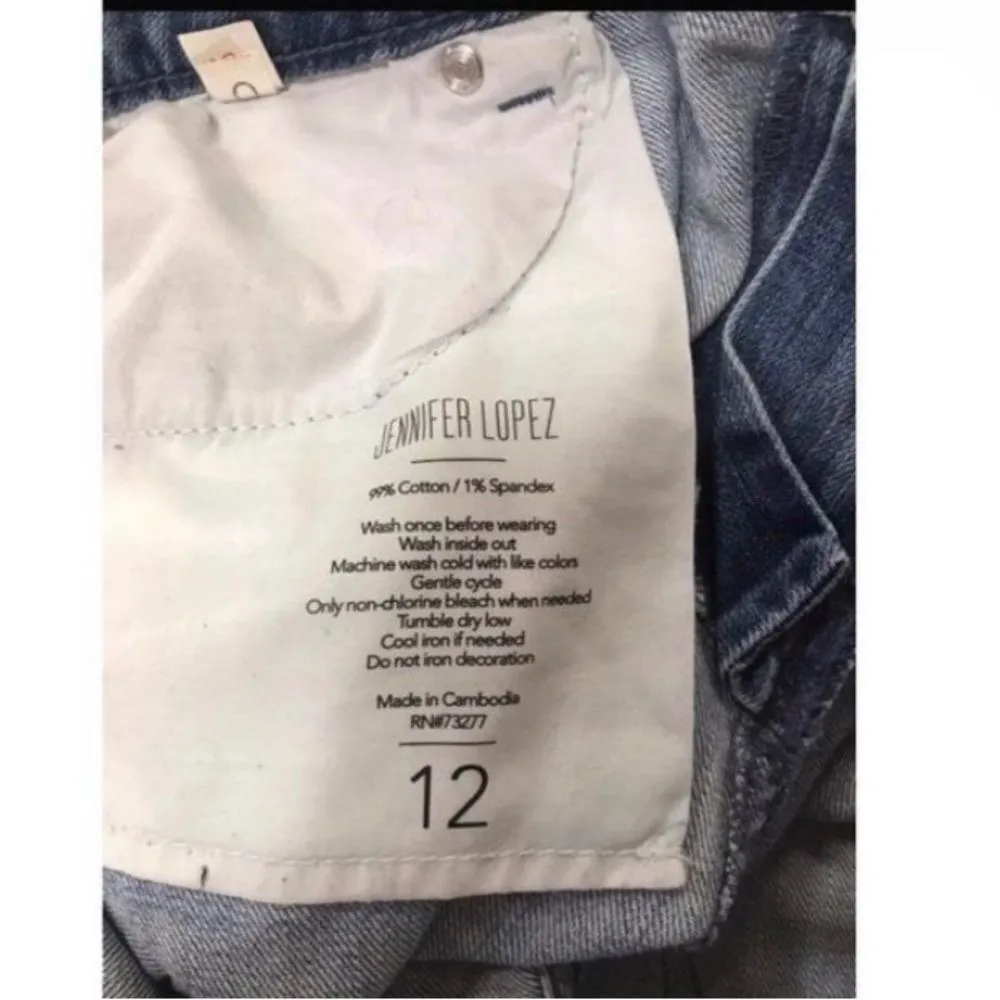 JENNIFER LOPEZ
99% Cotton / 1% Spandex
Wash once before wearing
Wash inside out
Machine wash cold with like colors
Gentle cycle
Only non-chlorine bleach when needed
Tumble dry low
Cool iron if needed
Do not iron decoration
Made in Cambodia
RN#73277
12